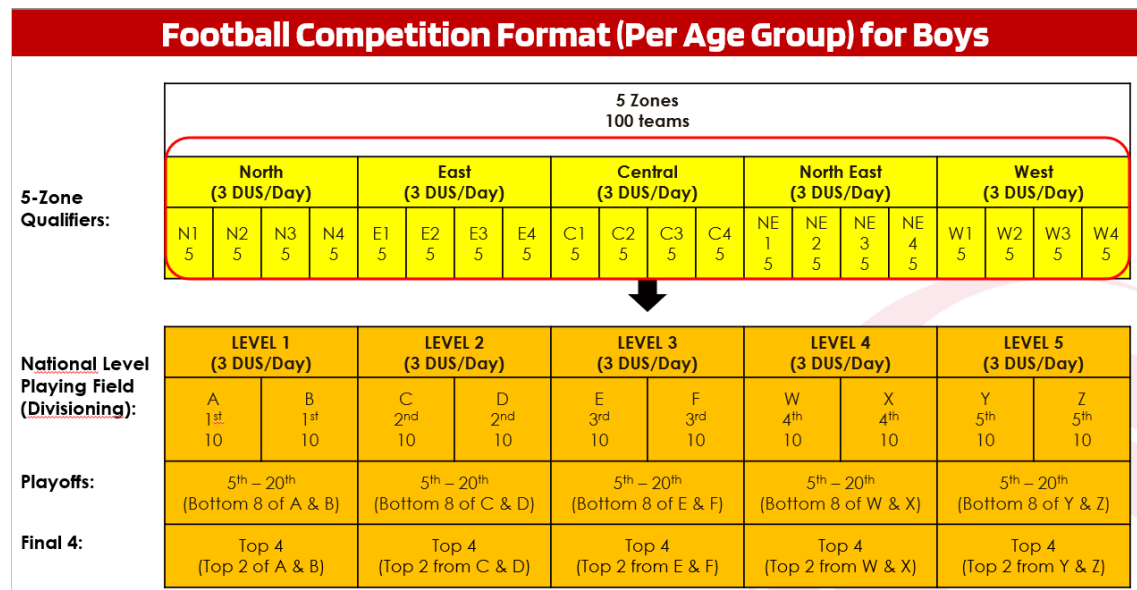 Football Competition Format (Per Age Group) for Boys
5 Zones
100 teams
5-Zone
Qualifiers:
North
(3 DUS/Day)
East
(3 DUS/Day)
Central
(3 DUS/Day)
North East
(3 DUS/Day)
West
(3 DUS/Day)
N1
5
N2
5
N3
5
N4
5
E1
5
E2
5
E3
5
E4
5
C1
5
C2
5
C3
5
C4
5
NE
1
5
NE
2
5
NE
3
5
NE
4
5
W1
5
W2
5
W3
5
W4
5
National Level
Playing Field
(Divisioning):
LEVEL 1
(3 DUS/Day)
LEVEL 2
(3 DUS/Day)
LEVEL 3
(3 DUS/Day)
LEVEL 4
(3 DUS/Day)
LEVEL 5
(3 DUS/Day)
A
1st
10
B
1st
10
C
2nd
10
D
2nd
10
E
3rd
10
F
3rd
10
W
4th
10
X
4th
10
Y
5th
10
Z
5th
10
Playoffs:
5th – 20th
(Bottom 8 of A & B)
5th – 20th
(Bottom 8 of C & D)
5th – 20th
(Bottom 8 of E & F)
5th – 20th
(Bottom 8 of W & X)
5th – 20th
(Bottom 8 of Y & Z)
Final 4:
Top 4
(Top 2 of A & B)
Top 4
(Top 2 from C & D)
Top 4
(Top 2 from E & F)
Top 4
(Top 2 from W & X)
Top 4
(Top 2 from Y & Z)